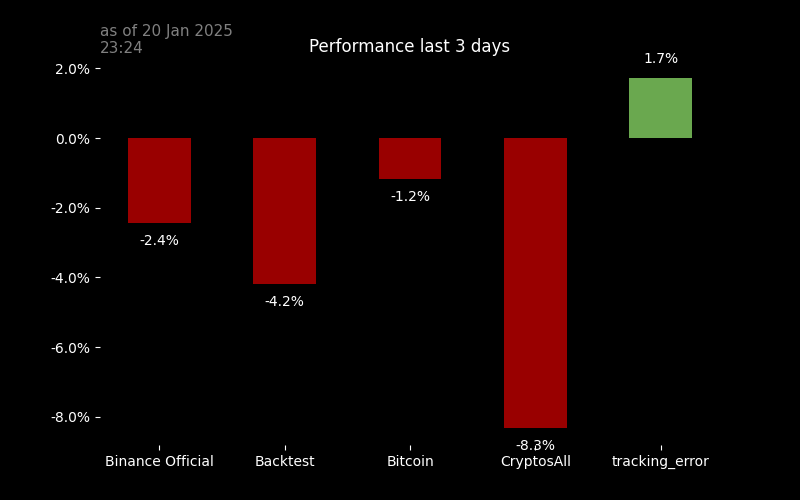 as of 20 Jan 2025
23:24
Performance last 3 days
2.0%
0.0%
-2.0%
-4.0%
-6.0%
-8.0%
-2.4%
-4.2%
-1.2%
-8.3%
1.7%
Binance Official
Backtest
Bitcoin
CryptosAll
tracking_error